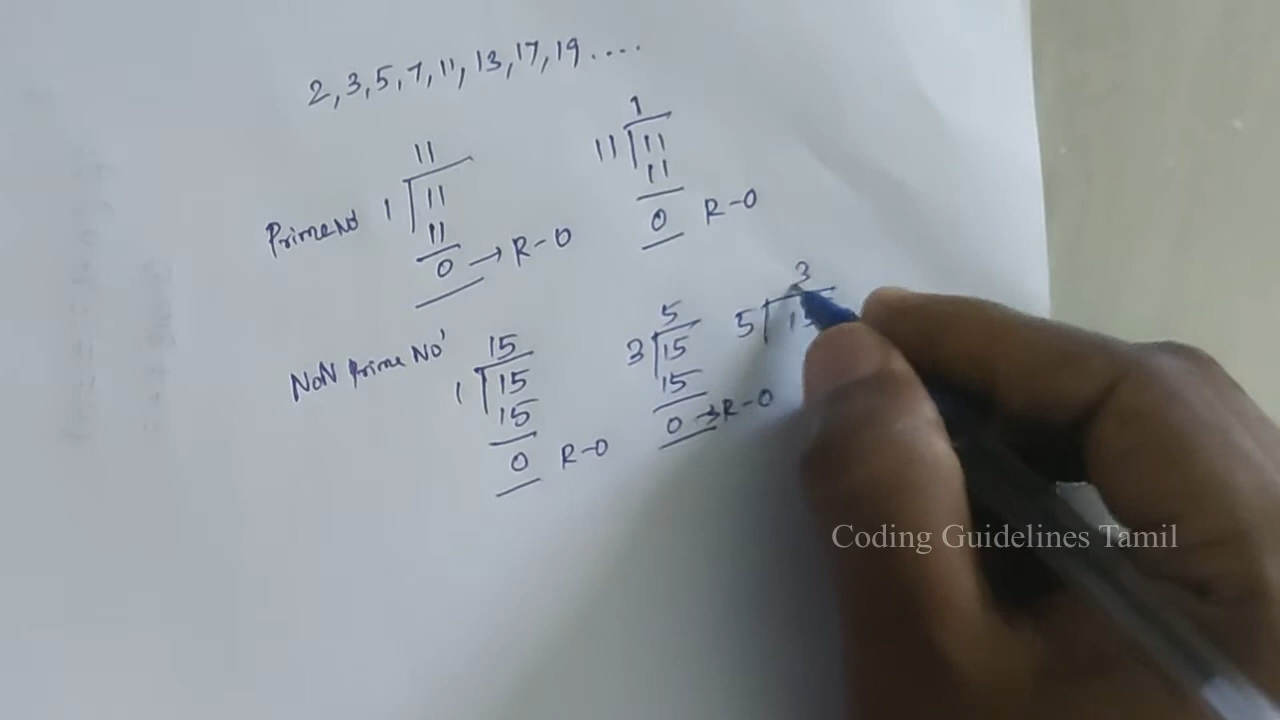 2, 3, 5, 7, 11, 13, 17, 19 ....
Prime No
11
1 11
11
0 → R-0
1
11 11
11
0 R-0
NoN Prime NO'
15
1 15
15
0 R-0
5
3 15
15
0 → R-0
3
5 15
Coding Guidelines Tamil